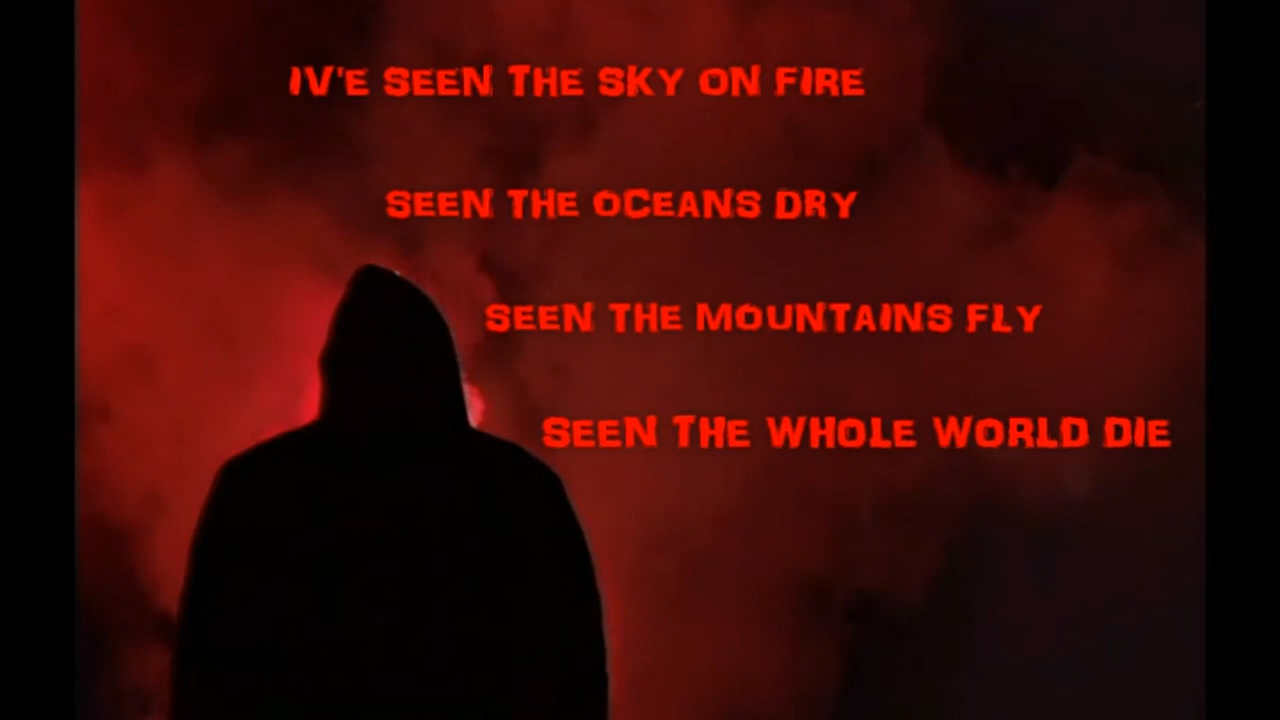 IV'E SEEN THE SKY ON FIRE
SEEN THE OCEANS DRY
SEEN THE MOUNTAINS FLY
SEEN THE WHOLE WORLD DIE